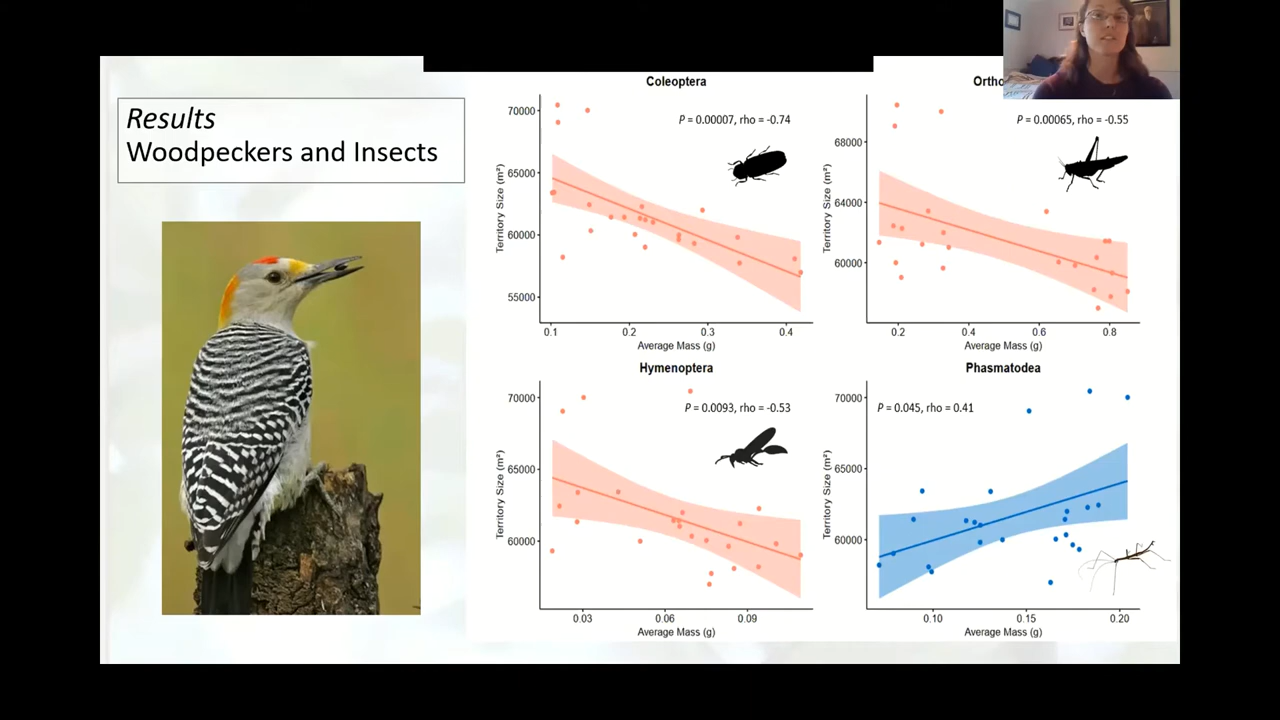 Results
Woodpeckers and Insects
Coleoptera
P = 0.00007, rho = -0.74
Territory Size (m²)
70000
65000
60000
55000
0.1 0.2 0.3 0.4
Average Mass (g)
P = 0.00065, rho = -0.55
Territory Size (m²)
68000
64000
60000
0.2 0.4 0.6 0.8
Average Mass (g)
Hymenoptera
P = 0.0093, rho = -0.53
Territory Size (m²)
70000
65000
60000
0.03 0.06 0.09
Average Mass (g)
Phasmatodea
P = 0.045, rho = 0.41
Territory Size (m²)
70000
65000
60000
0.10 0.15 0.20
Average Mass (g)